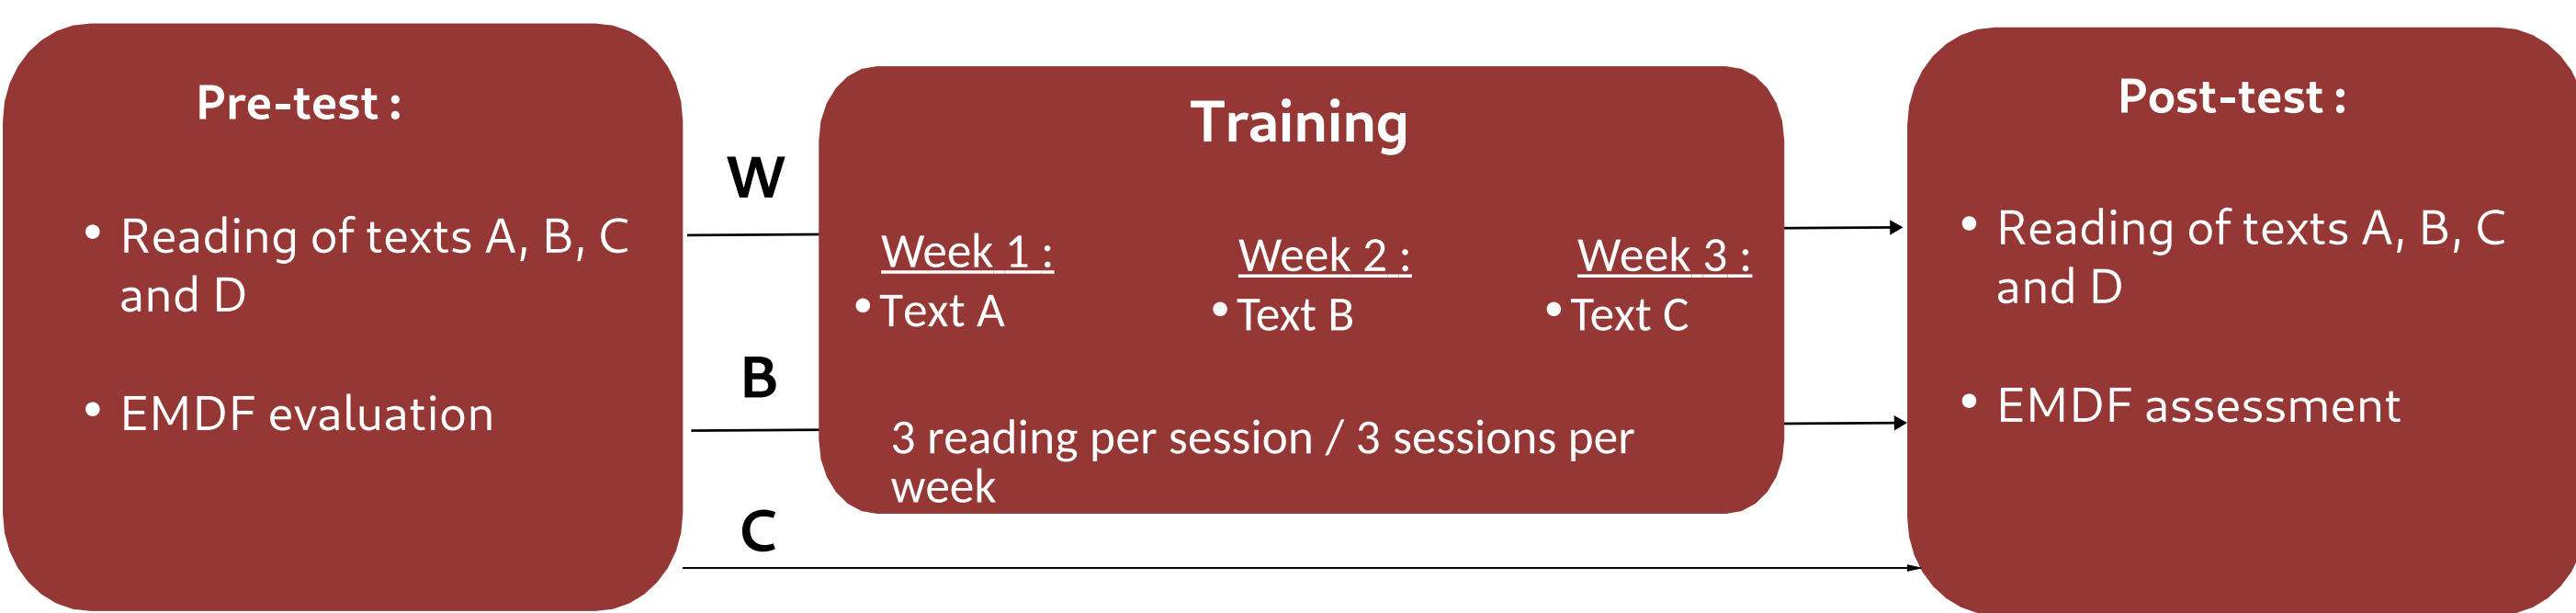 Pre-test :
• Reading of texts A, B, C
and D
• EMDF evaluation
W
B
C
Training
Week 1 :
• Text A
Week 2 :
• Text B
Week 3 :
• Text C
3 reading per session / 3 sessions per
week
Post-test :
• Reading of texts A, B, C
and D
• EMDF assessment